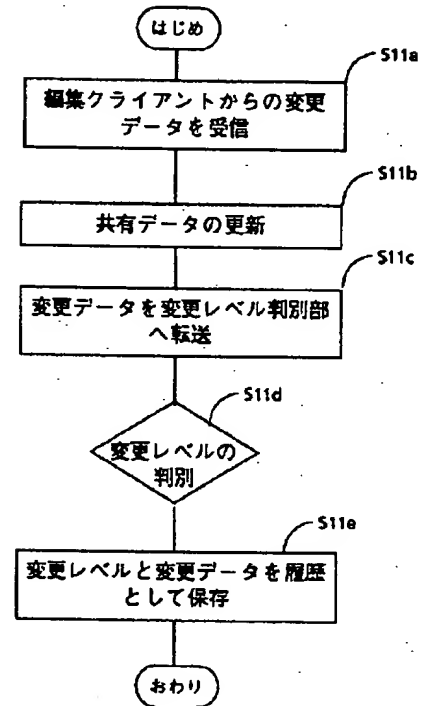 はじめ
S11a
編集クライアントからの変更
データを受信
S11b
共有データの更新
S11c
変更データを変更レベル判別部
へ転送
S11d
変更レベルの
判別
S11e
変更レベルと変更データを履歴
として保存
おわり